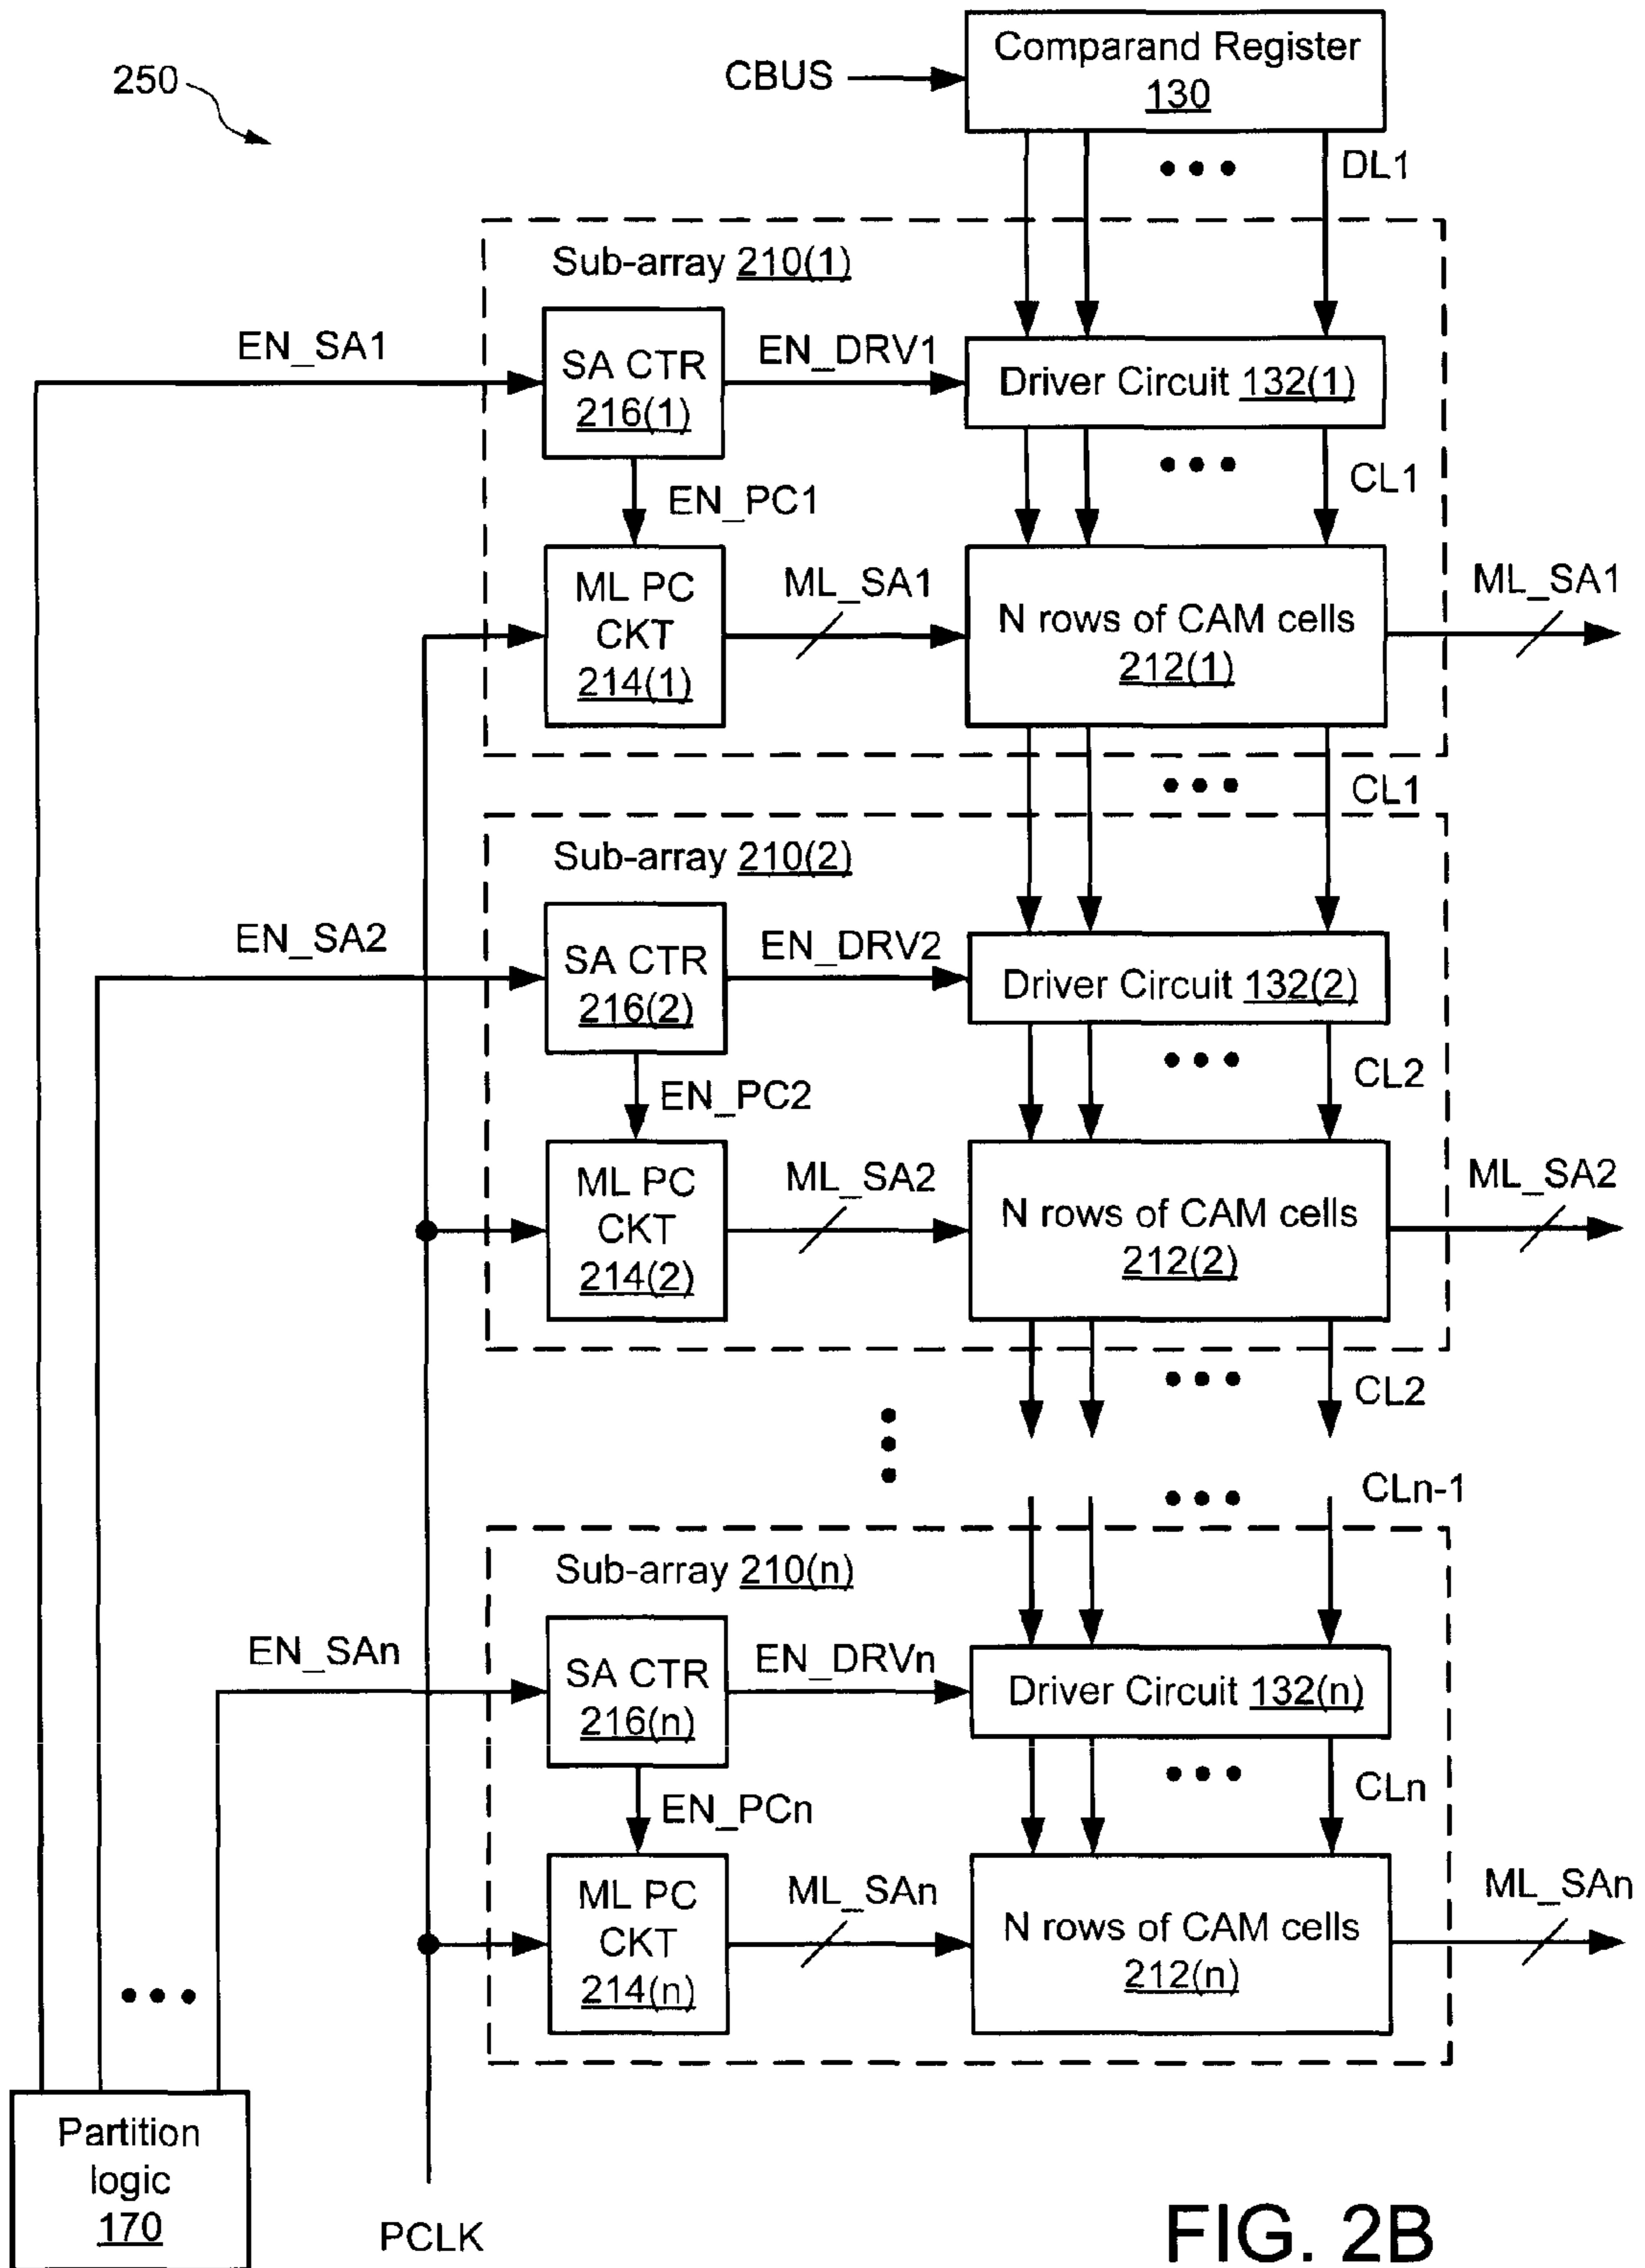 Comparand Register
130
CBUS
250
DL1
Sub-array 210(1)
EN_SA1
SA CTR
216(1)
EN_DRV1
Driver Circuit 132(1)
CL1
EN_PC1
ML PC
CKT
214(1)
ML_SA1
N rows of CAM cells
212(1)
ML_SA1
CL1
Sub-array 210(2)
EN_SA2
SA CTR
216(2)
EN_DRV2
Driver Circuit 132(2)
CL2
EN_PC2
ML PC
CKT
214(2)
ML_SA2
N rows of CAM cells
212(2)
ML_SA2
CL2
CLn-1
Sub-array 210(n)
EN_SAn
SA CTR
216(n)
EN_DRVn
Driver Circuit 132(n)
CLn
EN_PCn
ML PC
CKT
214(n)
ML_SAn
N rows of CAM cells
212(n)
ML_SAn
Partition
logic
170
PCLK
FIG. 2B